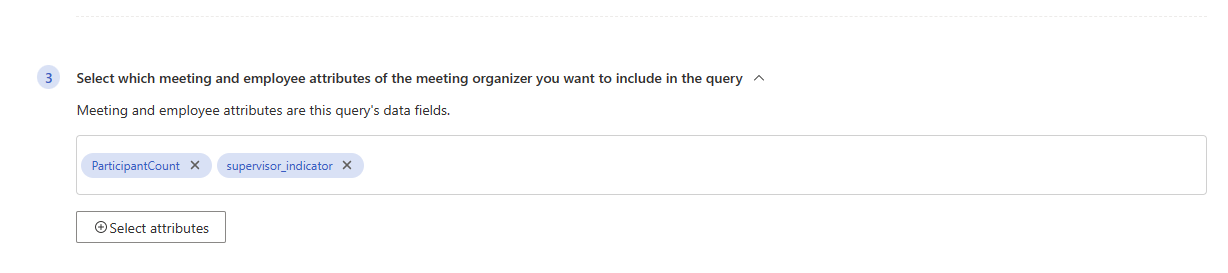 3 Select which meeting and employee attributes of the meeting organizer you want to include in the query
Meeting and employee attributes are this query's data fields.
ParticipantCount supervisor_indicator
Select attributes